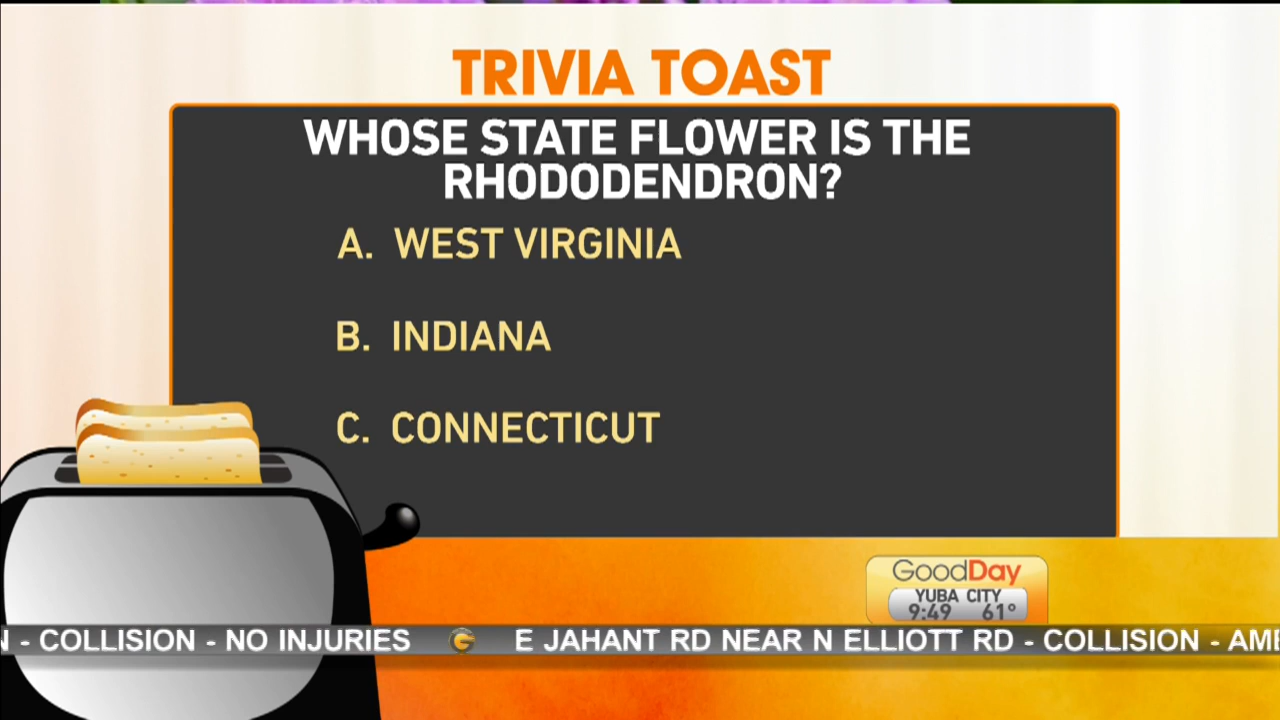 TRIVIA TOAST
WHOSE STATE FLOWER IS THE
RHODODENDRON?
A. WEST VIRGINIA
B. INDIANA
C. CONNECTICUT
GoodDay
YUBA CITY
9:49 61°
- COLLISION - NO INJURIES G E JAHANT RD NEAR N ELLIOTT RD - COLLISION -